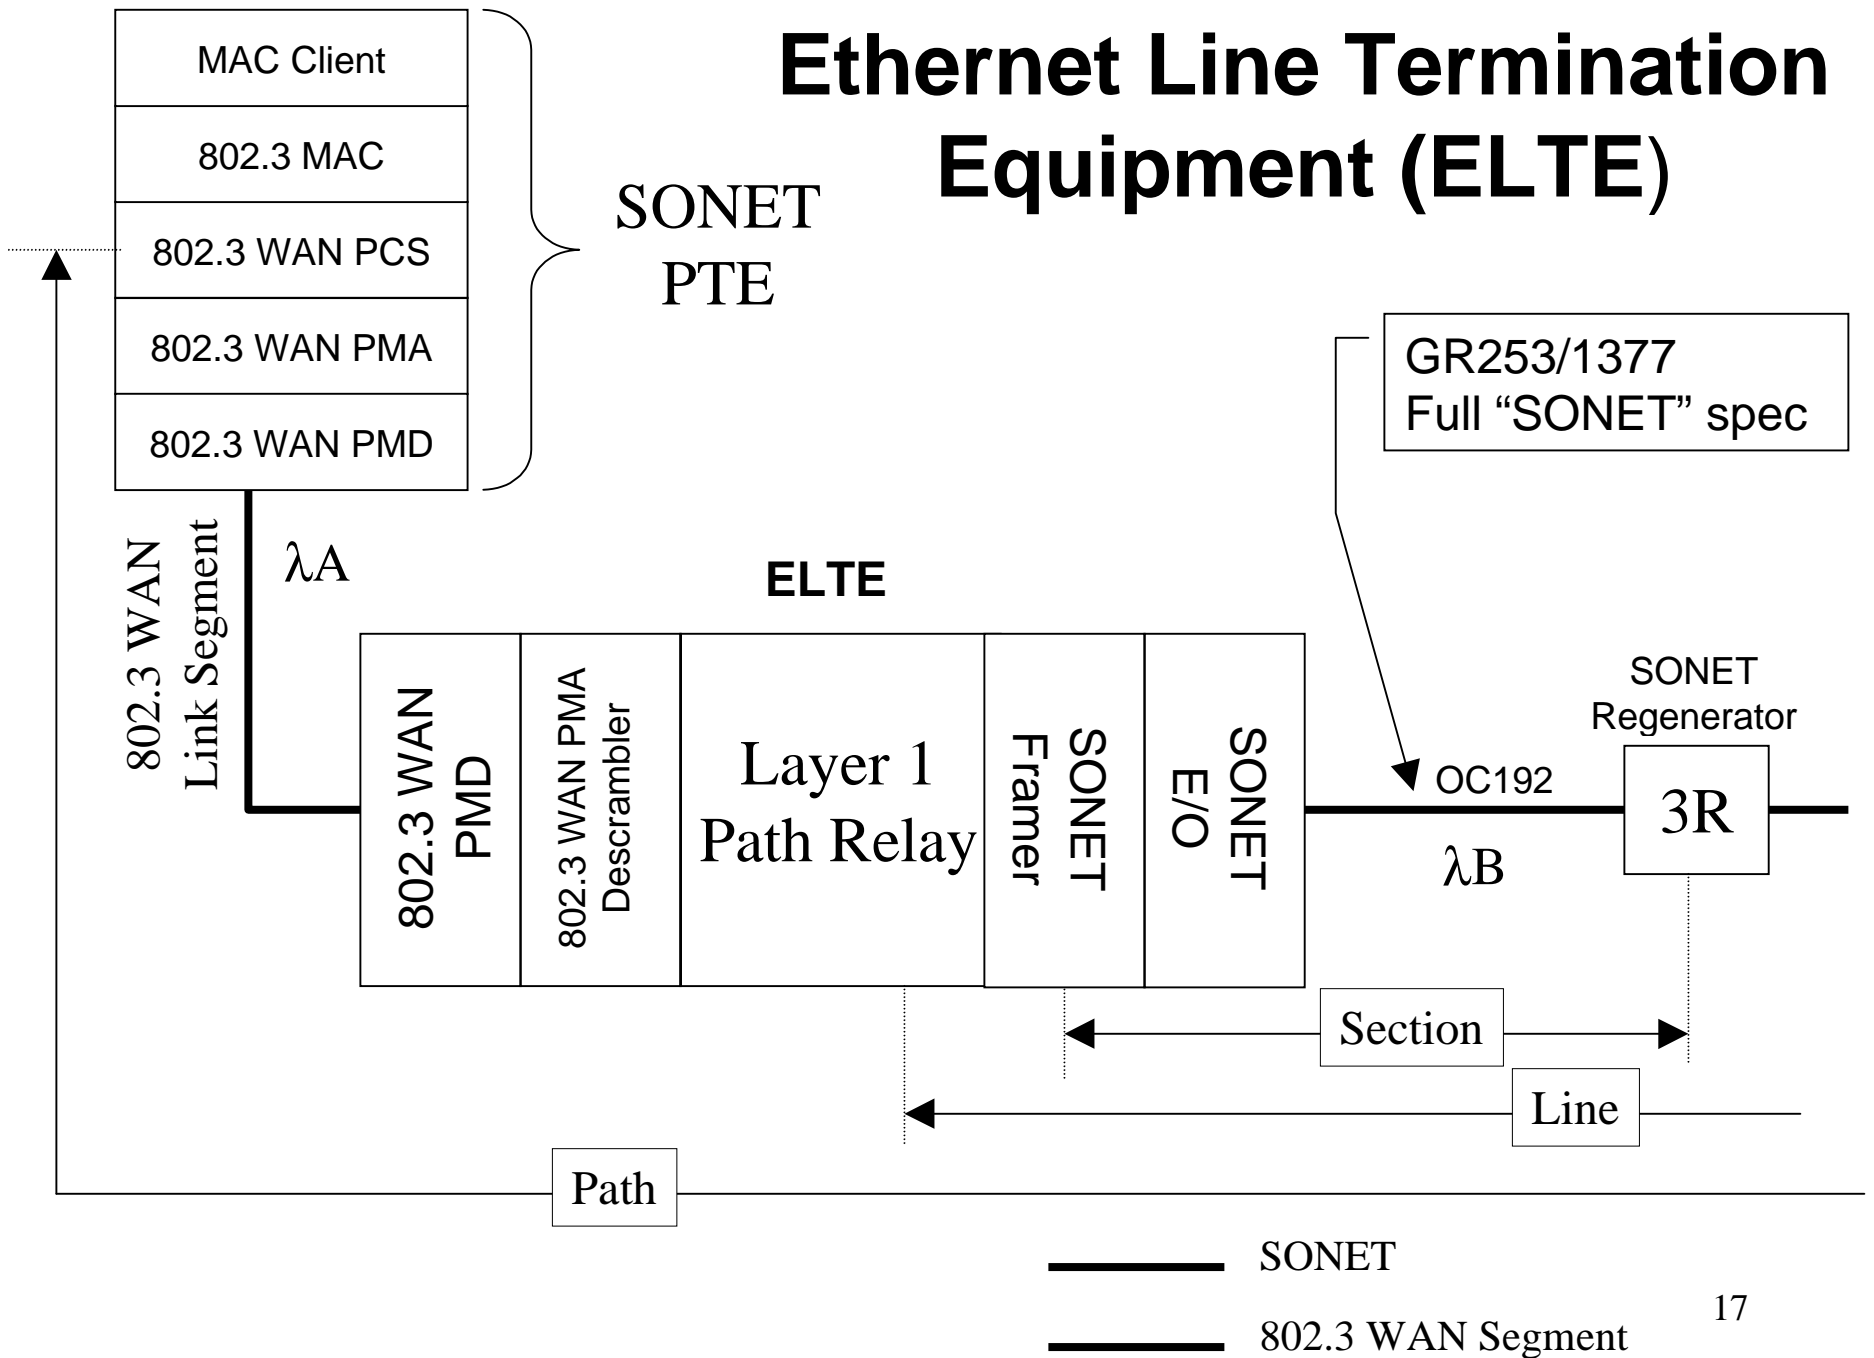 Ethernet Line Termination
Equipment (ELTE)
MAC Client
802.3 MAC
802.3 WAN PCS
802.3 WAN PMA
802.3 WAN PMD
SONET
PTE
GR253/1377
Full “SONET” spec
802.3 WAN
Link Segment
λA
ELTE
802.3 WAN
PMD
802.3 WAN PMA
Descrambler
Layer 1
Path Relay
SONET
Framer
SONET
E/O
OC192
λB
SONET
Regenerator
3R
Section
Line
Path
SONET
802.3 WAN Segment
17